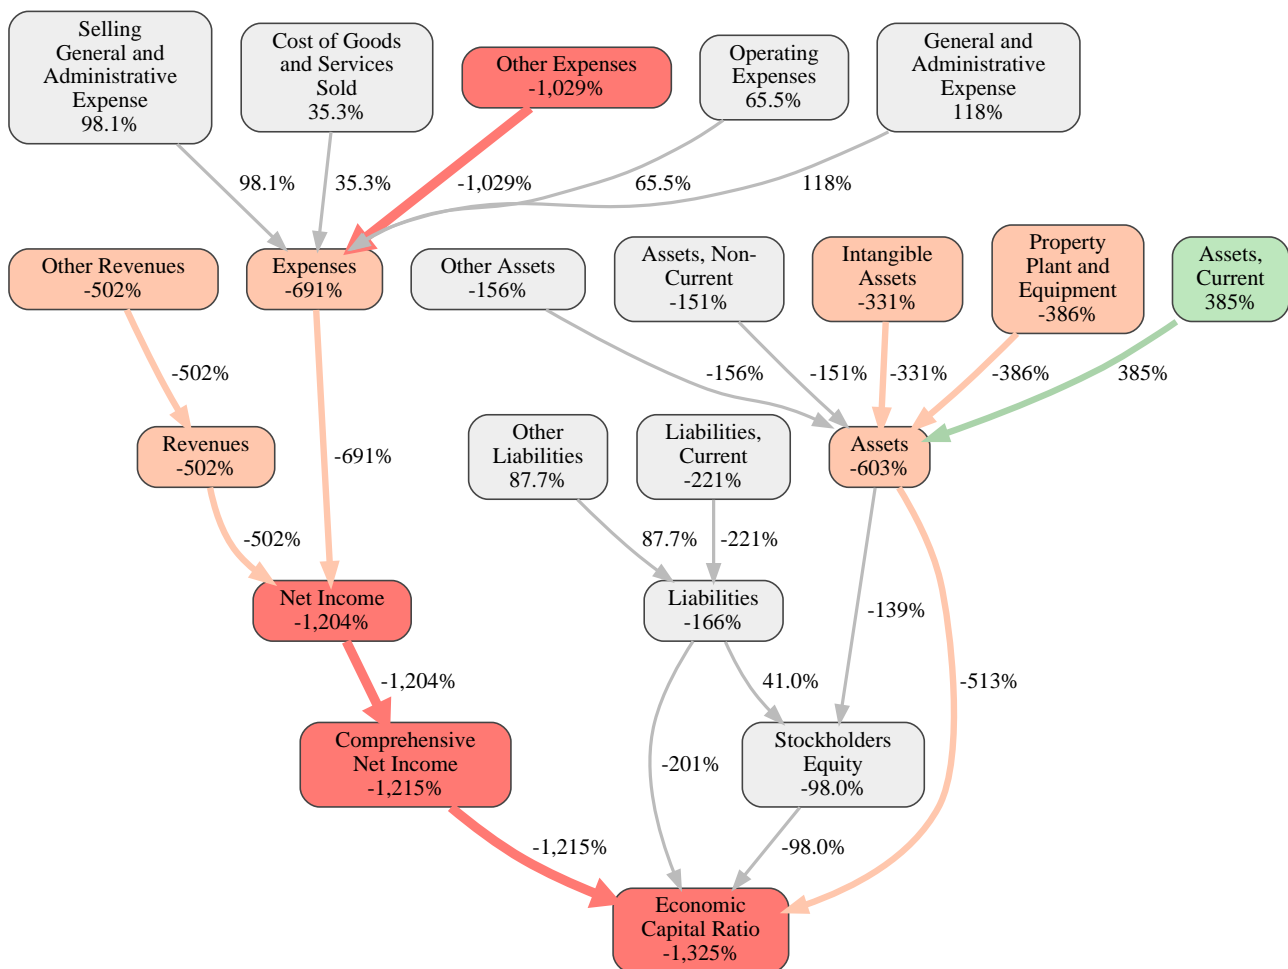 Selling
General and
Administrative
Expense
98.1%
Cost of Goods
and Services
Sold
35.3%
Other Expenses
-1,029%
Operating
Expenses
65.5%
General and
Administrative
Expense
118%
98.1%
35.3%
-1,029%
65.5%
118%
Other Revenues
-502%
Expenses
-691%
Other Assets
-156%
Assets, Non-
Current
-151%
Intangible
Assets
-331%
Property
Plant and
Equipment
-386%
Assets,
Current
385%
-502%
-156%
-151%
-331%
-386%
385%
Revenues
-502%
-691%
Other
Liabilities
87.7%
Liabilities,
Current
-221%
Assets
-603%
-502%
87.7%
-221%
Net Income
-1,204%
Liabilities
-166%
-139%
-1,204%
41.0%
-513%
Comprehensive
Net Income
-1,215%
-201%
Stockholders
Equity
-98.0%
-1,215%
-98.0%
Economic
Capital Ratio
-1,325%